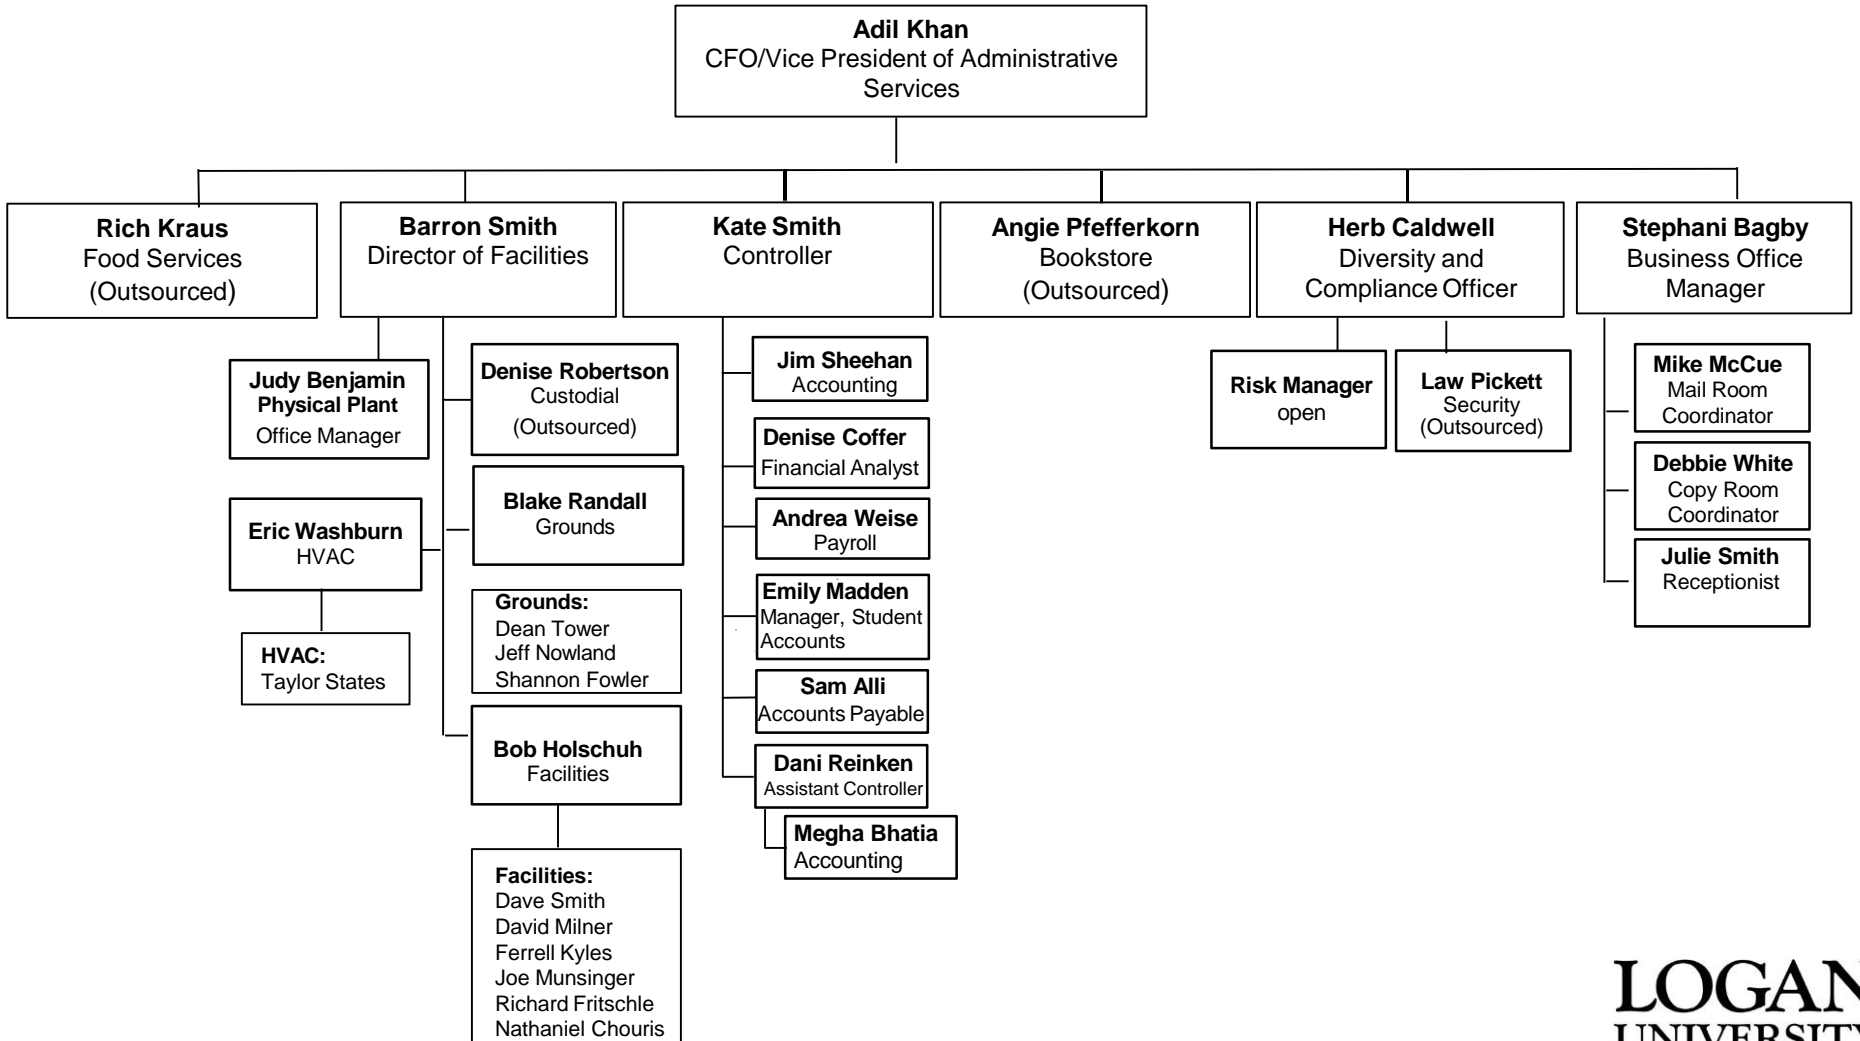 Adil Khan
CFO/Vice President of Administrative
Services
Rich Kraus
Food Services
(Outsourced)
Barron Smith
Director of Facilities
Kate Smith
Controller
Angie Pfefferkorn
Bookstore
(Outsourced)
Herb Caldwell
Diversity and
Compliance Officer
Stephani Bagby
Business Office
Manager
Judy Benjamin
Physical Plant
Office Manager
Eric Washburn
HVAC
HVAC:
Taylor States
Denise Robertson
Custodial
(Outsourced)
Blake Randall
Grounds
Grounds:
Dean Tower
Jeff Nowland
Shannon Fowler
Bob Holschuh
Facilities
Facilities:
Dave Smith
David Milner
Ferrell Kyles
Joe Munsinger
Richard Fritschle
Nathaniel Chouris
Jim Sheehan
Accounting
Denise Coffer
Financial Analyst
Andrea Weise
Payroll
Emily Madden
Manager, Student
Accounts
Sam Alli
Accounts Payable
Dani Reinken
Assistant Controller
Megha Bhatia
Accounting
Risk Manager
open
Law Pickett
Security
(Outsourced)
Mike McCue
Mail Room
Coordinator
Debbie White
Copy Room
Coordinator
Julie Smith
Receptionist
LOGAN
UNIVERSITY